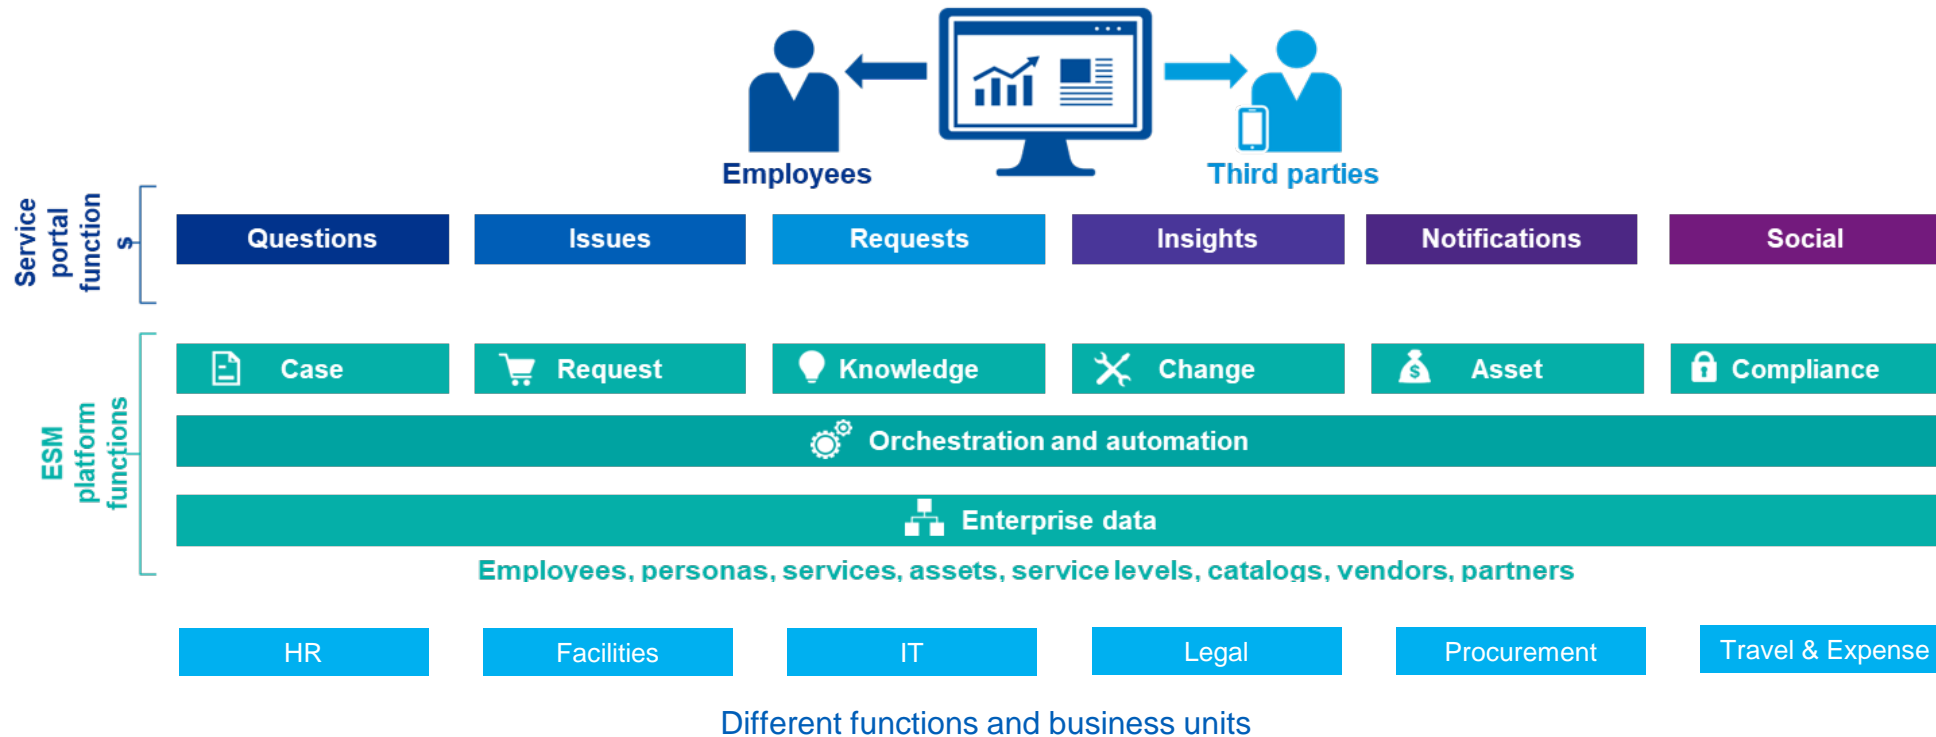 Employees
Third parties
Service
portal
function
s
Questions
Issues
Requests
Insights
Notifications
Social
ESM
platform
functions
Case
Request
Knowledge
Change
$
Asset
Compliance
Orchestration and automation
Enterprise data
Employees, personas, services, assets, service levels, catalogs, vendors, partners
HR
Facilities
IT
Legal
Procurement
Travel & Expense
Different functions and business units